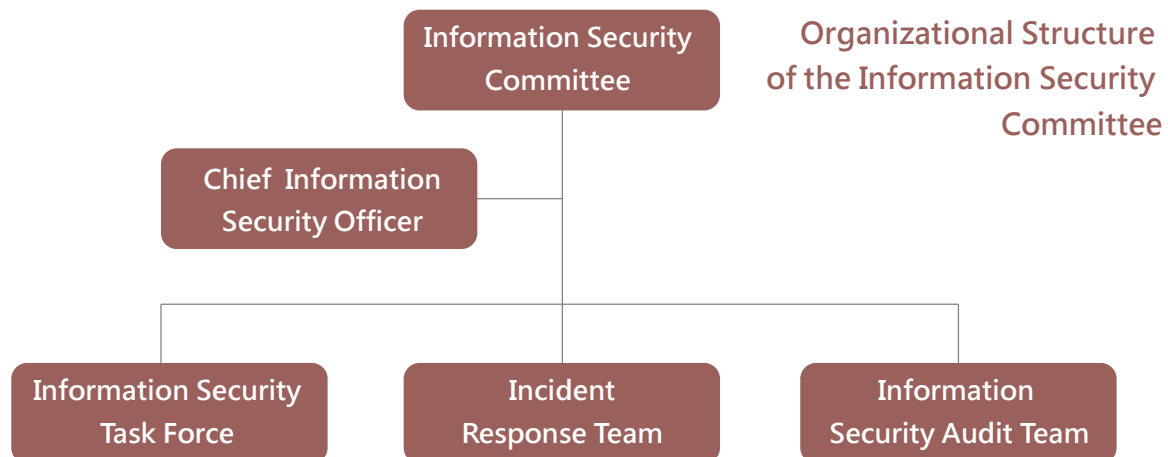 Information Security
Committee
Organizational Structure
of the Information Security
Committee
Chief Information
Security Officer
Information Security
Task Force
Incident
Response Team
Information
Security Audit Team